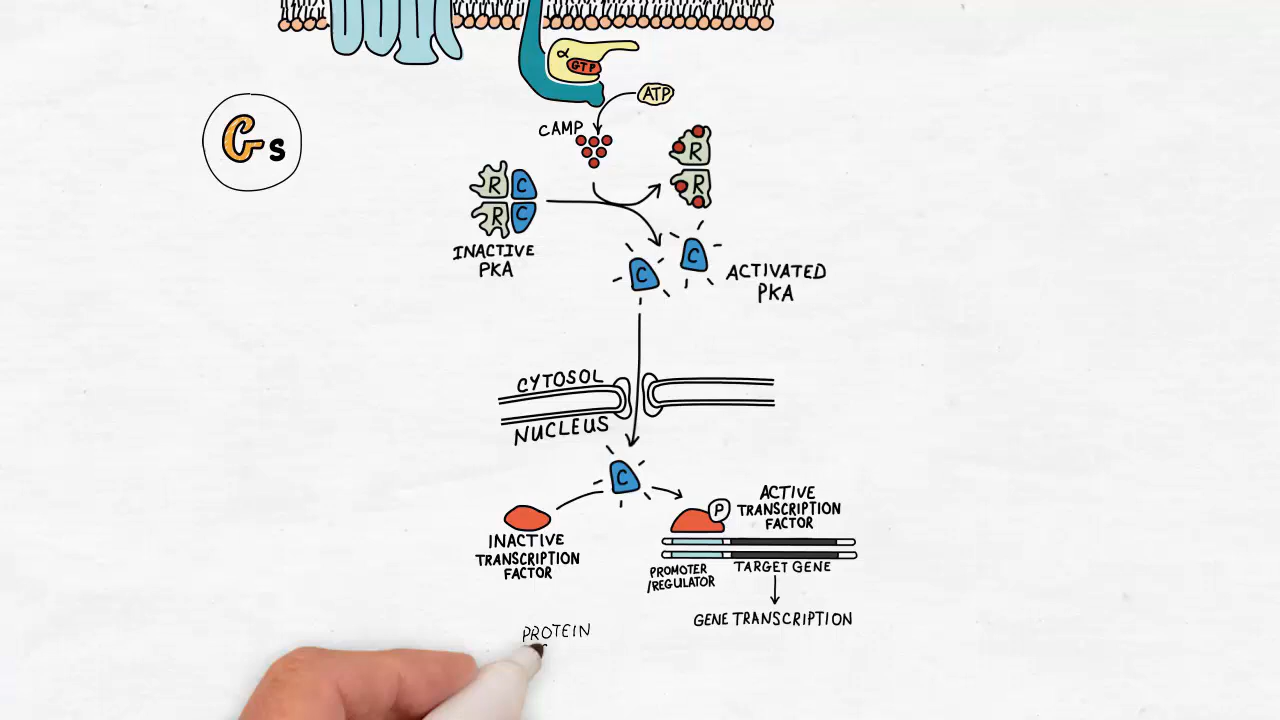 α
GTP
ATP
CAMP
Gs
R
R
R C
R C
INACTIVE
PKA
C
C
ACTIVATED
PKA
CYTOSOL
NUCLEUS
C
P
ACTIVE
TRANSCRIPTION
FACTOR
INACTIVE
TRANSCRIPTION
FACTOR
PROMOTER
/REGULATOR
TARGET GENE
GENE TRANSCRIPTION
PROTEIN